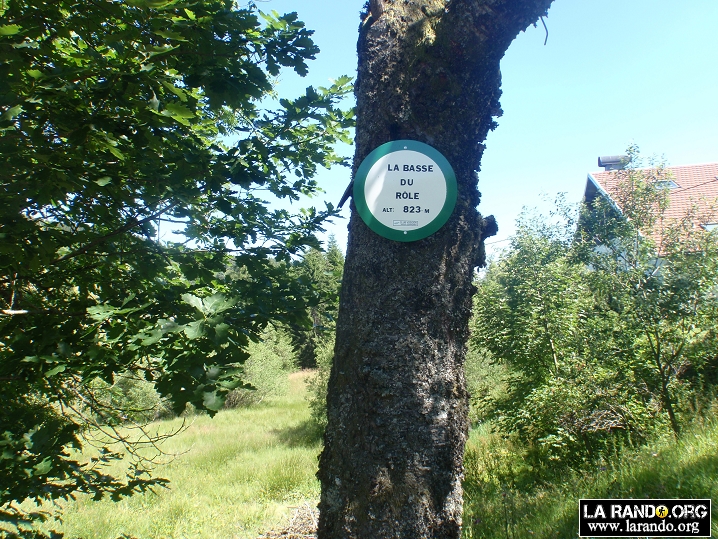 LA BASSE
DU
RÔLE
ALT: 823 M
LA RANDO.ORG
www.larando.org